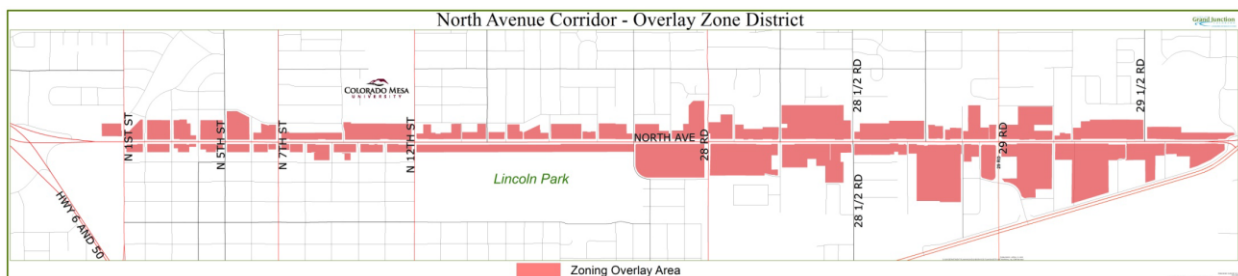 North Avenue Corridor - Overlay Zone District
Grand Junction
COLORADO MESA
UNIVERSITY
28 1/2 RD
29 1/2 RD
N 1ST ST
N 5TH ST
N 7TH ST
N 12TH ST
NORTH AVE
28 RD
29 RD
Lincoln Park
HWY 6 AND 50
28 1/2 RD
Zoning Overlay Area